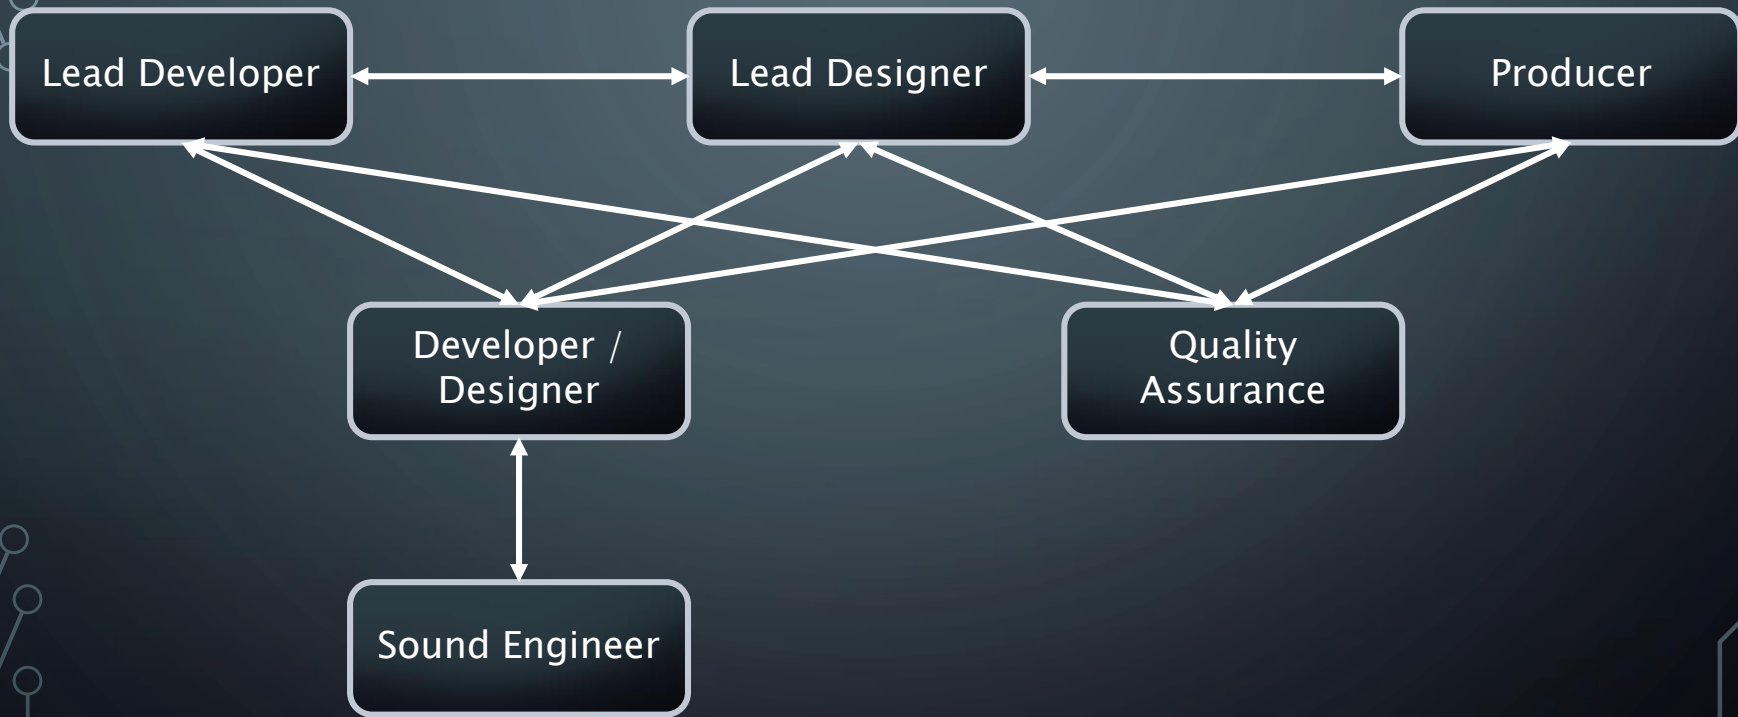 Lead Developer
Lead Designer
Producer
Developer /
Designer
Quality
Assurance
Sound Engineer